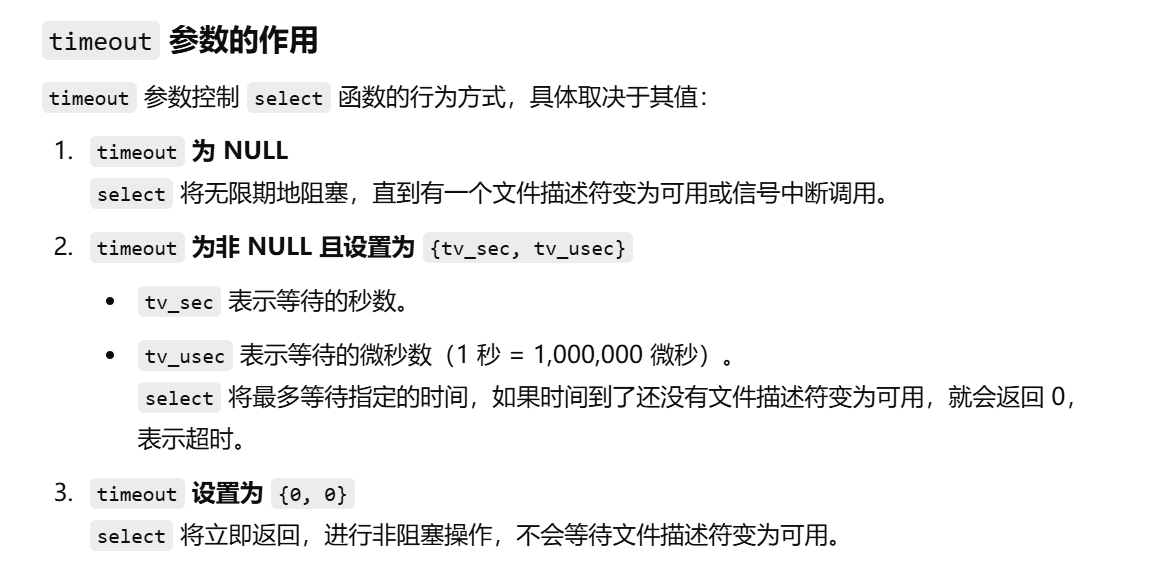 timeout 参数的作用
timeout 参数控制 select 函数的行为方式，具体取决于其值：
1. timeout 为 NULL
select 将无限期地阻塞，直到有一个文件描述符变为可用或信号中断调用。
2. timeout 为非 NULL 且设置为 {tv_sec, tv_usec}
• tv_sec 表示等待的秒数。
• tv_usec 表示等待的微秒数（1 秒 = 1,000,000 微秒）。
select 将最多等待指定的时间，如果时间到了还没有文件描述符变为可用，就会返回 0，
表示超时。
3. timeout 设置为 {0, 0}
select 将立即返回，进行非阻塞操作，不会等待文件描述符变为可用。